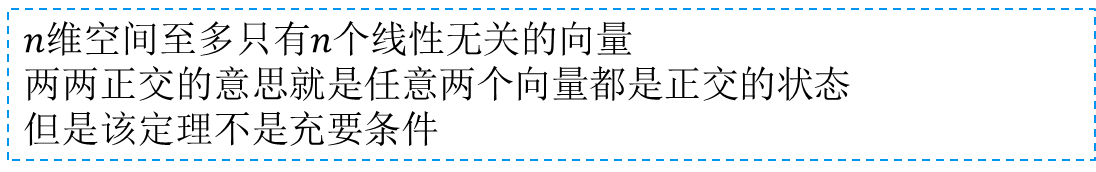 n维空间至多只有n个线性无关的向量
两两正交的意思就是任意两个向量都是正交的状态
但是该定理不是充要条件